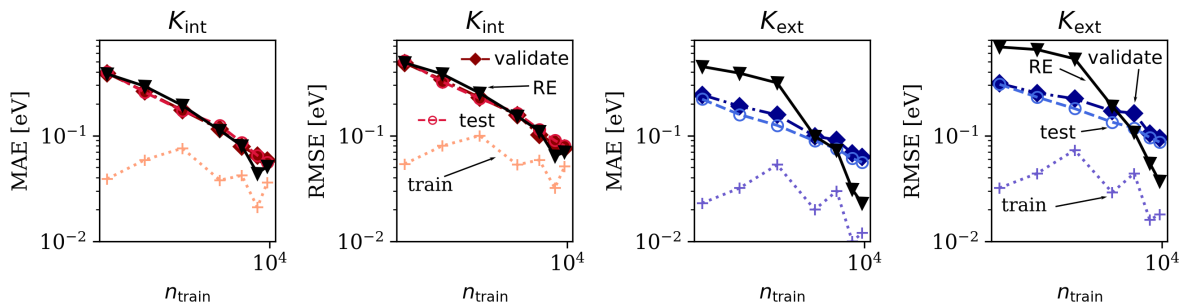 K_int
MAE [eV]
10^−1
10^−2
10^4
n_train
K_int
RMSE [eV]
10^−1
10^−2
10^4
n_train
validate
RE
test
train
K_ext
MAE [eV]
10^−1
10^−2
10^4
n_train
K_ext
RMSE [eV]
10^−1
10^−2
10^4
n_train
validate
RE
test
train